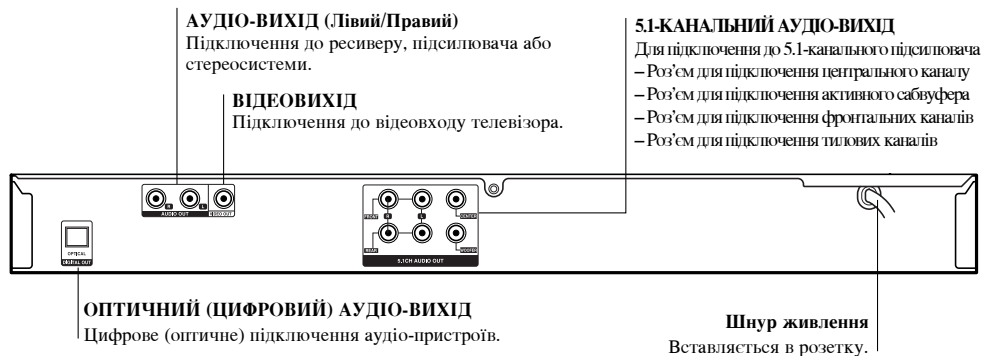 АУДІО-ВИХІД (Лівий/Правий)
Підключення до ресиверу, підсилювача або
стереосистеми.
ВІДЕОВИХІД
Підключення до відеовходу телевізора.
5.1-КАНАЛЬНИЙ АУДІО-ВИХІД
Для підключення до 5.1-канального підсилювача
– Роз’єм для підключення центрального каналу
– Роз’єм для підключення активного сабвуфера
– Роз’єм для підключення фронтальних каналів
– Роз’єм для підключення тилових каналів
R L
AUDIO OUT VIDEO OUT
FRONT R L CENTER
REAR WOOFER
5.1CH AUDIO OUT
OPTICAL
DIGITAL OUT
ОПТИЧНИЙ (ЦИФРОВИЙ) АУДІО-ВИХІД
Цифрове (оптичне) підключення аудіо-пристроїв.
Шнур живлення
Вставляється в розетку.